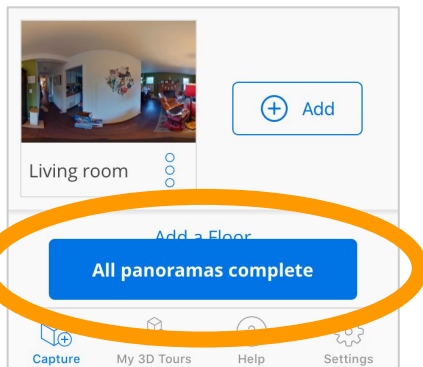 Add
Living room
Add a Floor
All panoramas complete
Capture
My 3D Tours
Help
Settings